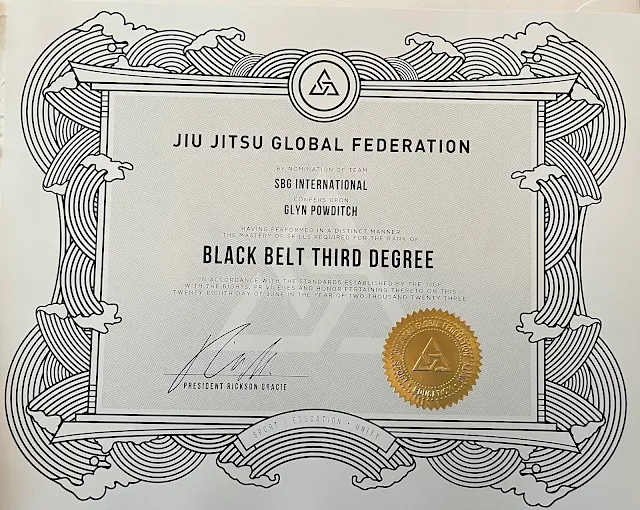 JIU JITSU GLOBAL FEDERATION
BY NOMINATION OF TEAM
SBG INTERNATIONAL
CONFERS UPON
GLYN POWDITCH
HAVING PERFORMED IN A DISTINCT MANNER
THE MASTERY OF SKILLS REQUIRED FOR THE RANK OF
BLACK BELT THIRD DEGREE
IN ACCORDANCE WITH THE STANDARDS ESTABLISHED BY THE JJGF
WITH THE RIGHTS, PRIVILEGES AND HONOR PERTAINING THERETO ON THIS
TWENTY-EIGHTH DAY OF JUNE IN THE YEAR OF TWO THOUSAND TWENTY THREE
PRESIDENT RICKSON GRACIE
SPORT • EDUCATION • UNITY